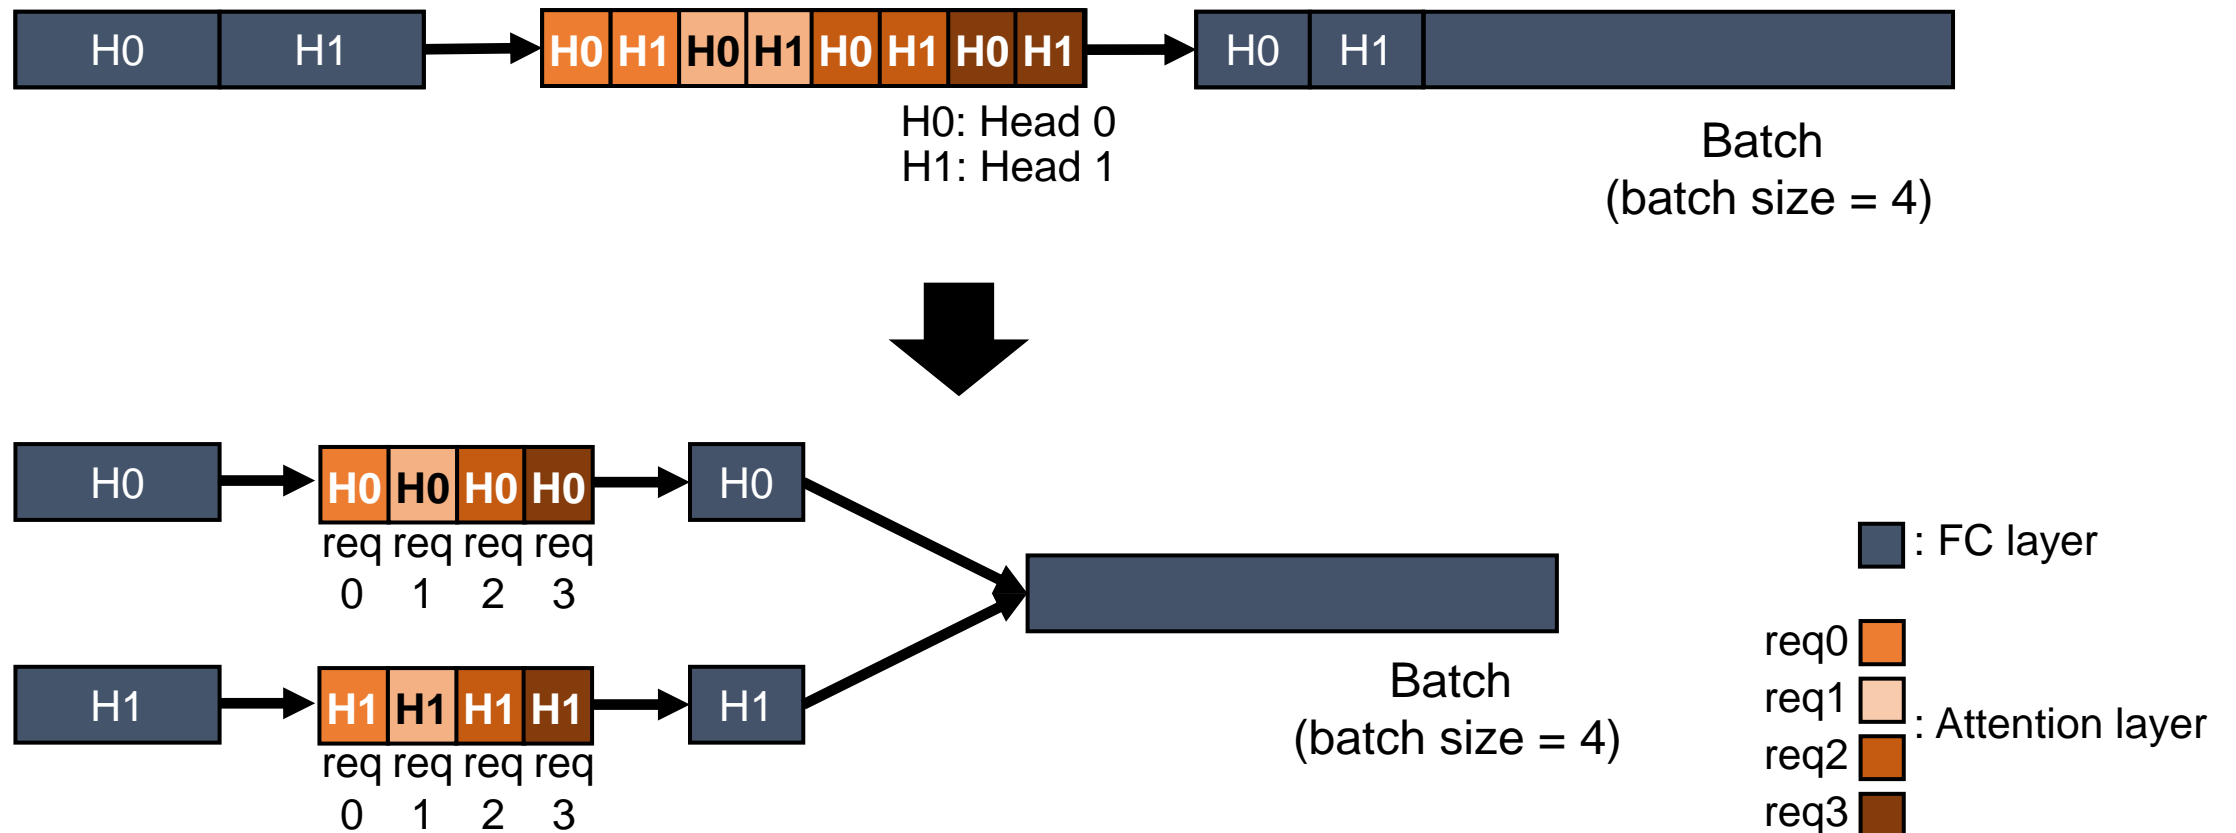 H0 H1 H0 H1 H0 H1 H0 H1 H0 H1 H0 H1
H0: Head 0
H1: Head 1
Batch
(batch size = 4)
H0 H0 H0 H0 H0 H0
req req req req
0 1 2 3
H1 H1 H1 H1 H1 H1
req req req req
0 1 2 3
Batch
(batch size = 4)
: FC layer
req0
req1
: Attention layer
req2
req3